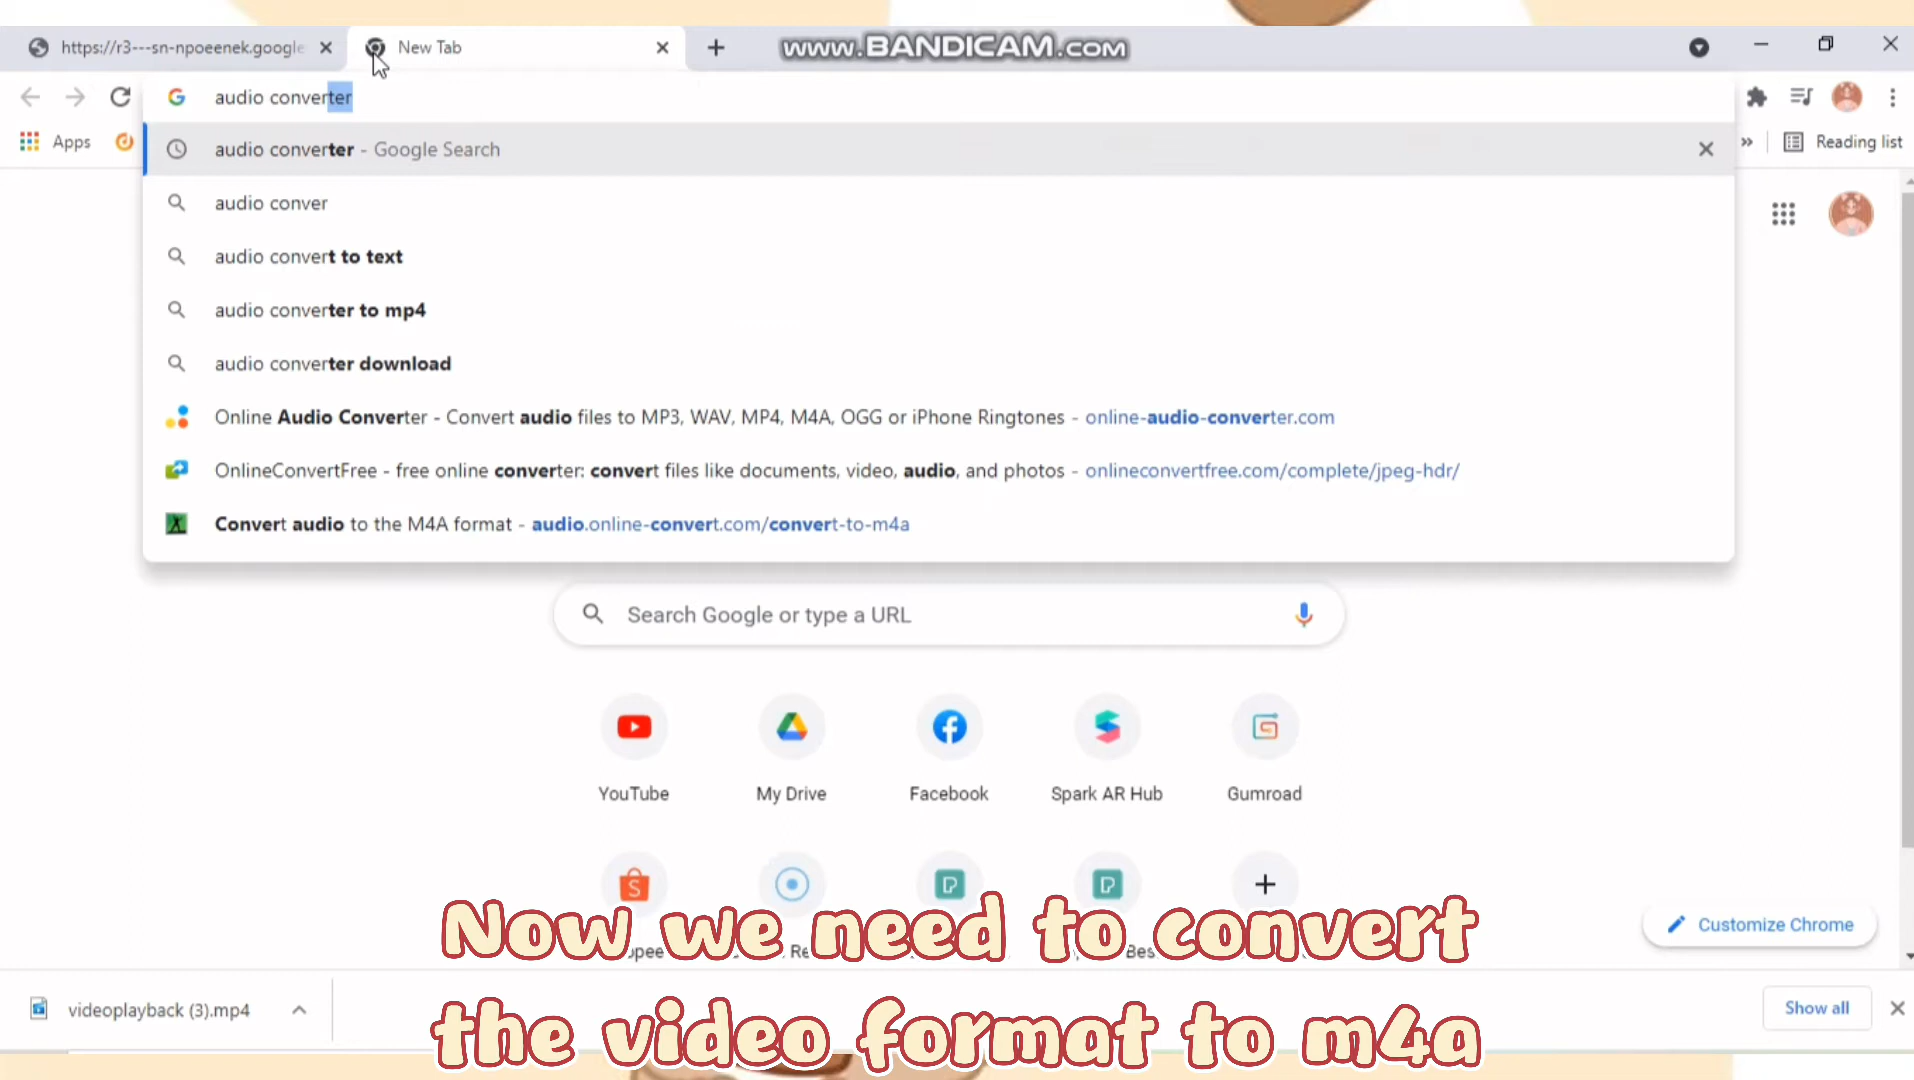 https://r3---sn-npoeenek.google
New Tab
www.BANDICAM.com
audio converter
Apps
Reading list
audio converter - Google Search
audio conver
audio convert to text
audio converter to mp4
audio converter download
Online Audio Converter - Convert audio files to MP3, WAV, MP4, M4A, OGG or iPhone Ringtones - online-audio-converter.com
OnlineConvertFree - free online converter: convert files like documents, video, audio, and photos - onlineconvertfree.com/complete/jpeg-hdr/
Convert audio to the M4A format - audio.online-convert.com/convert-to-m4a
Search Google or type a URL
YouTube
My Drive
Facebook
Spark AR Hub
Gumroad
Customize Chrome
Now we need to convert
the video format to m4a
videoplayback (3).mp4
Show all